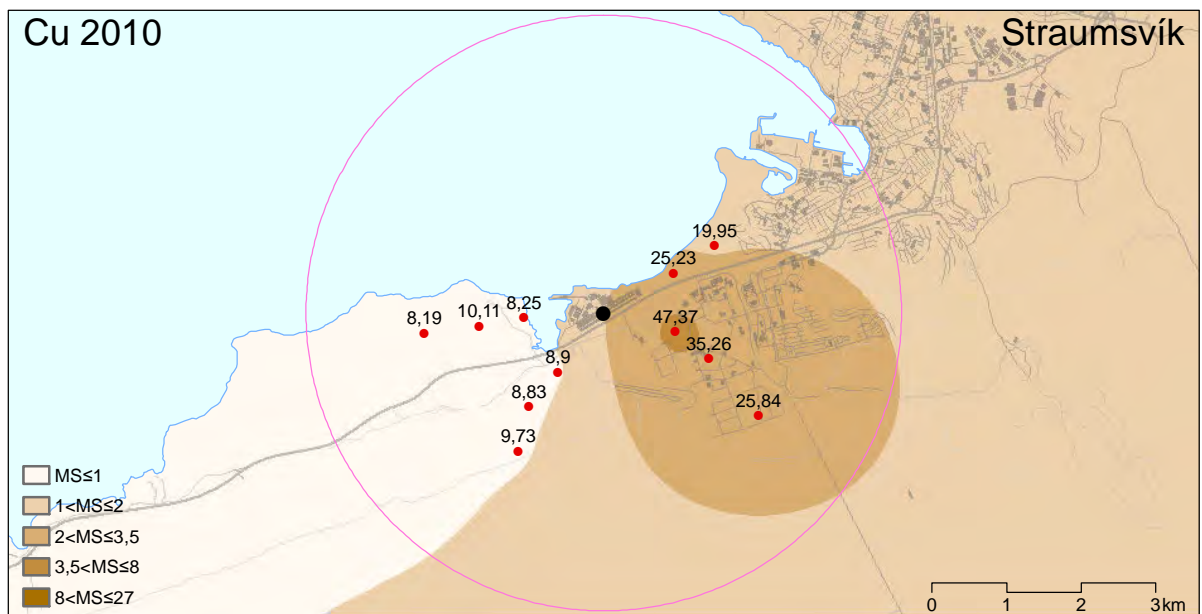 Cu 2010
Straumsvík
19,95
25,23
8,25
10,11
8,19
47,37
35,26
8,9
8,83
25,84
9,73
MS≤1
1<MS≤2
2<MS≤3,5
3,5<MS≤8
8<MS≤27
0 1 2 3 km